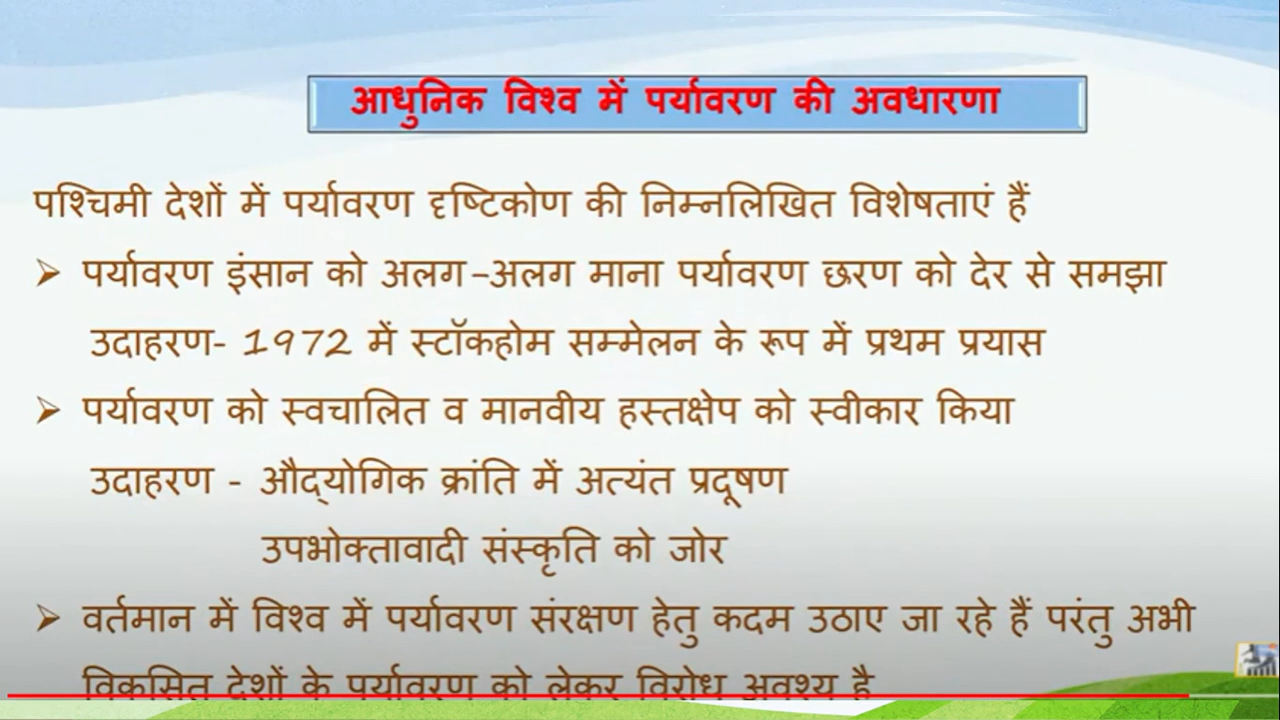 आधुनिक विश्व में पर्यावरण की अवधारणा
पश्चिमी देशों में पर्यावरण दृष्टिकोण की निम्नलिखित विशेषताएं हैं
➢ पर्यावरण इंसान को अलग-अलग माना पर्यावरण छरण को देर से समझा
उदाहरण- 1972 में स्टॉकहोम सम्मेलन के रूप में प्रथम प्रयास
➢ पर्यावरण को स्वचालित व मानवीय हस्तक्षेप को स्वीकार किया
उदाहरण - औद्योगिक क्रांति में अत्यंत प्रदूषण
उपभोक्तावादी संस्कृति को जोर
➢ वर्तमान में विश्व में पर्यावरण संरक्षण हेतु कदम उठाए जा रहे हैं परंतु अभी
विकसित देशों के पर्यावरण को लेकर विरोध अवश्य है